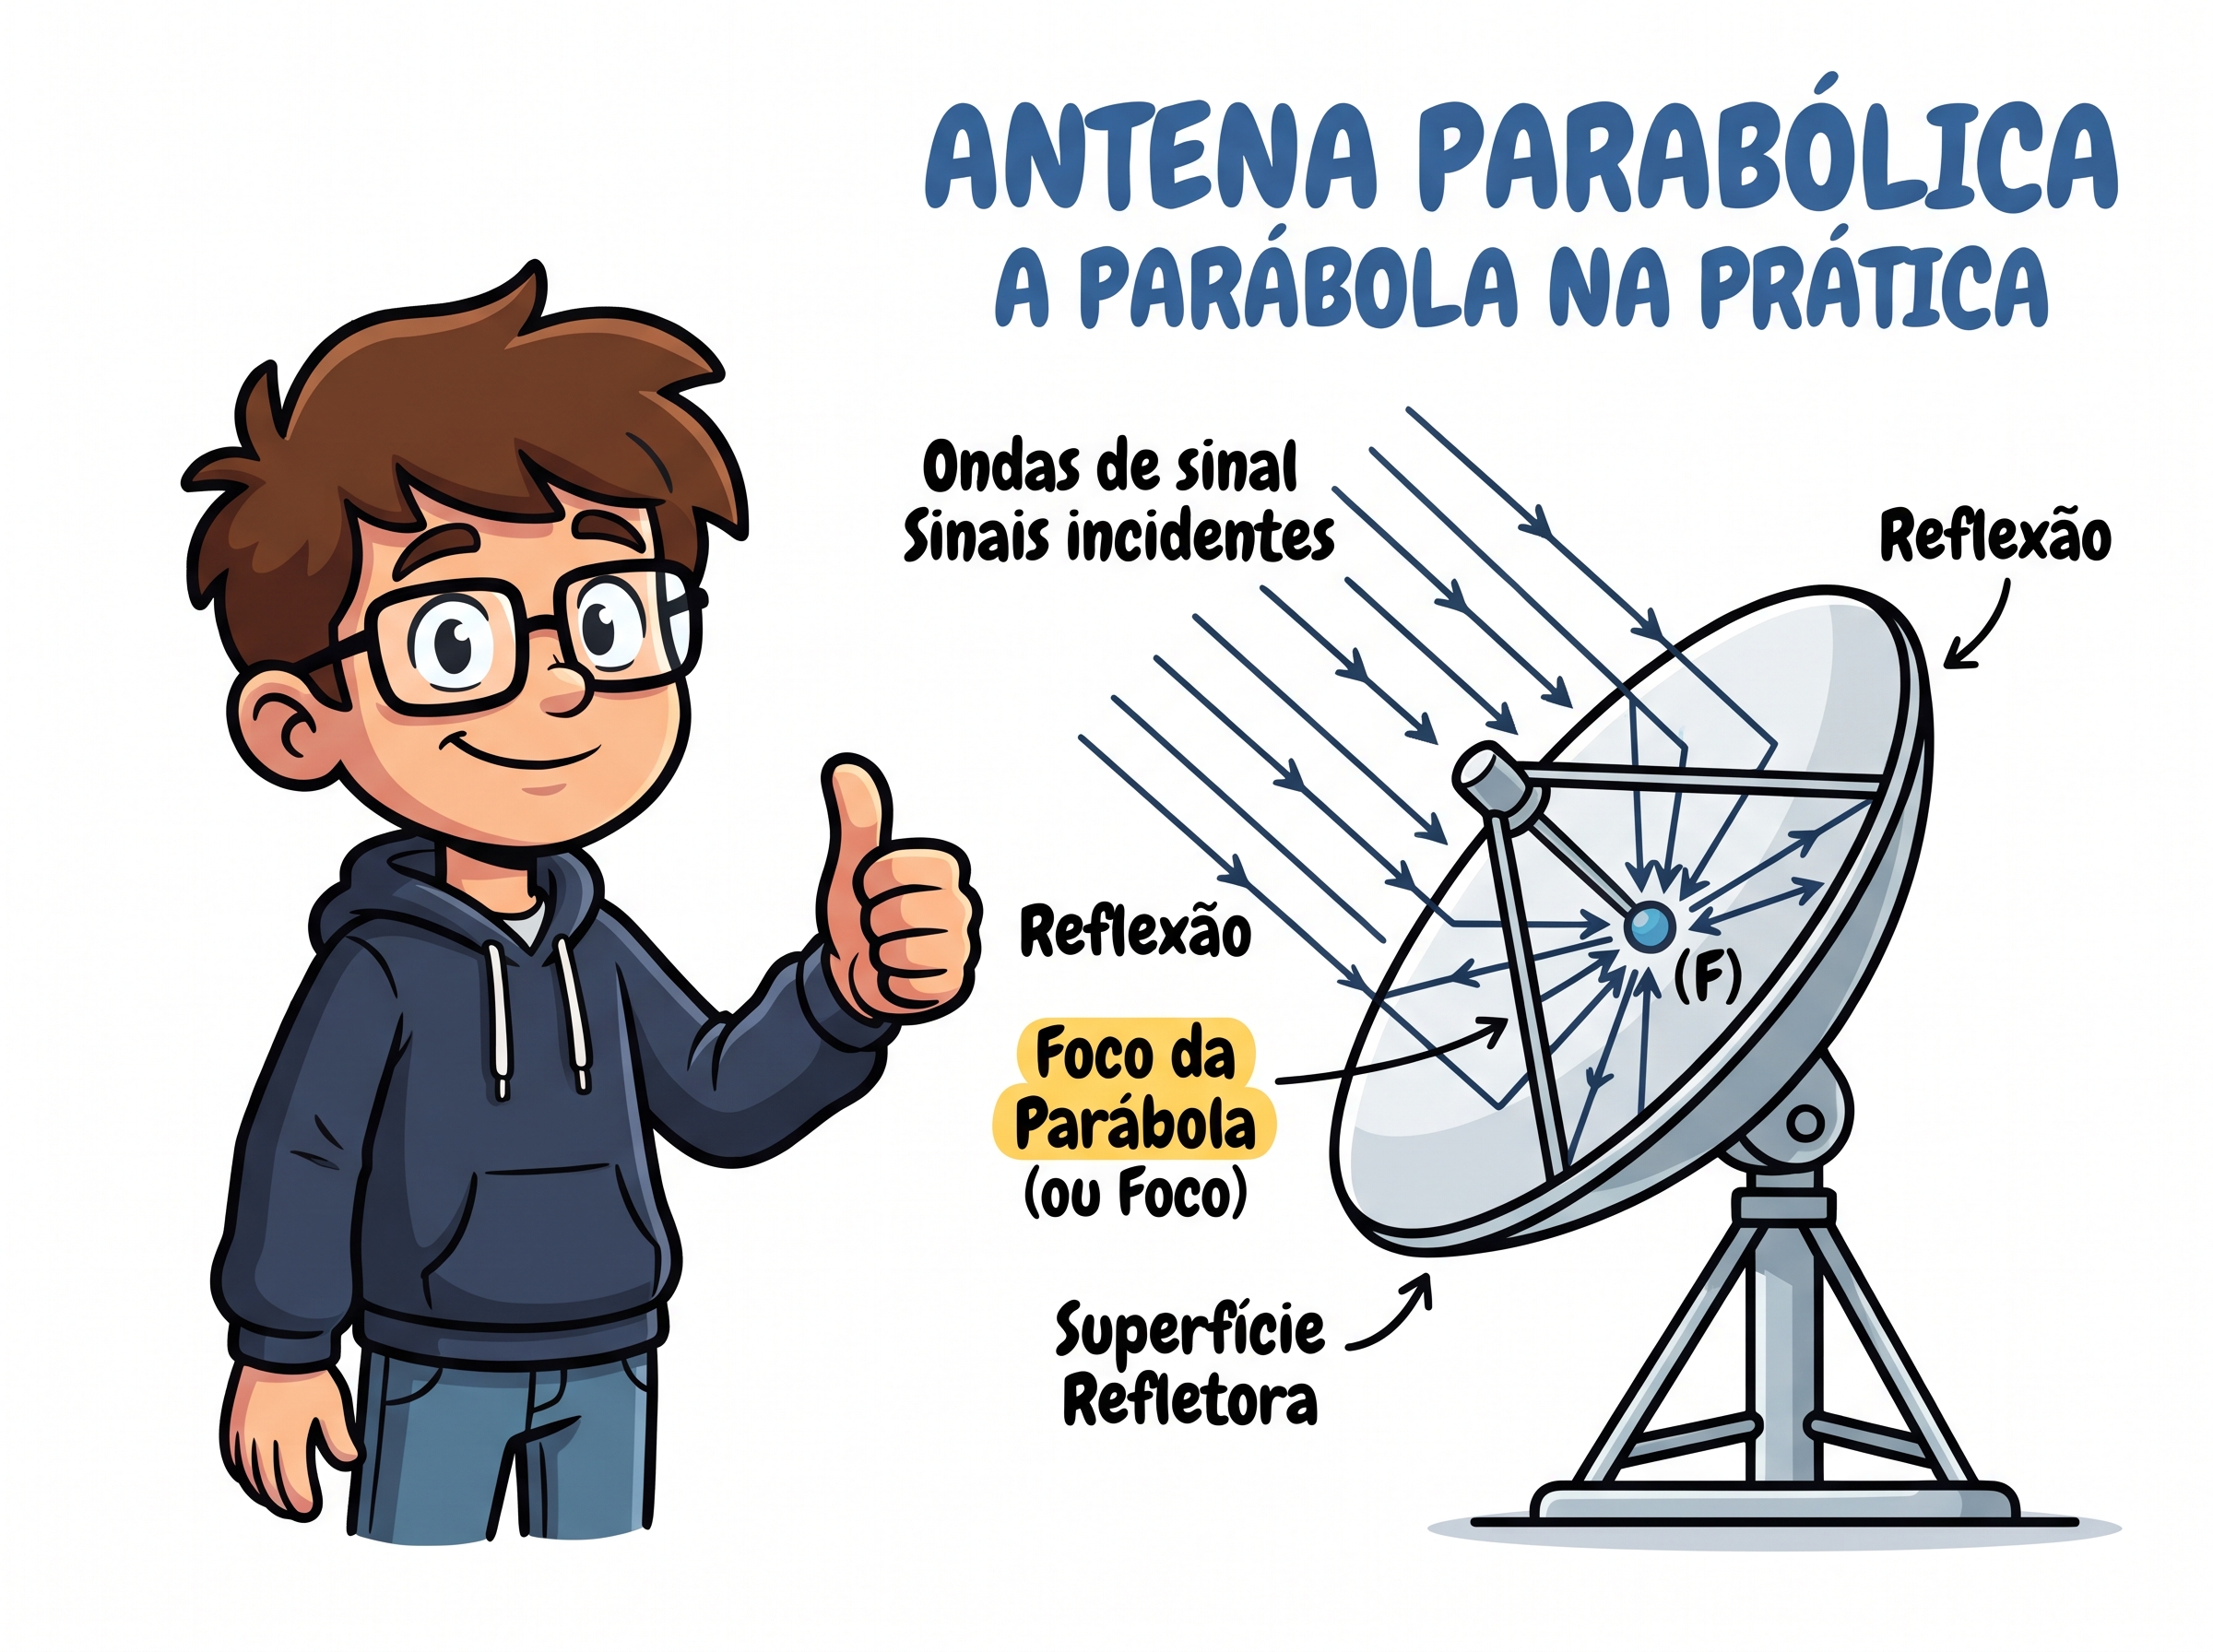 ANTENA PARABÓLICA
A PARÁBOLA NA PRÁTICA
Ondas de sinal
Sinais incidentes
Reflexão
Reflexão
(F)
Foco da
Parábola
(ou Foco)
Superfície
Refletora